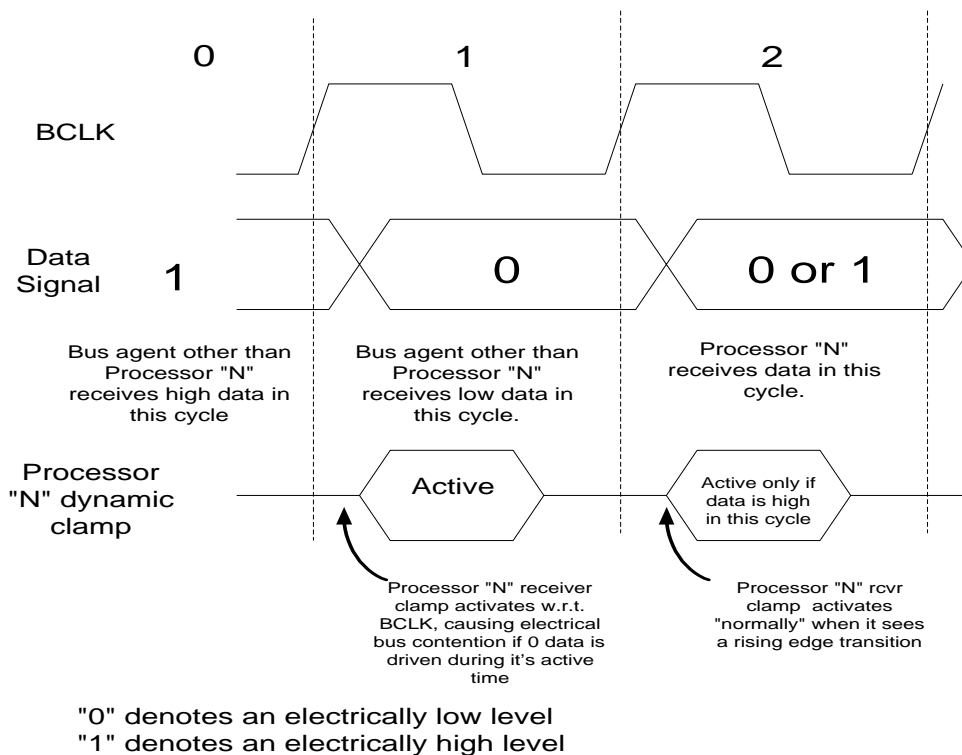 0
1
2
BCLK
Data
Signal
1
0
0 or 1
Bus agent other than
Processor "N"
receives high data in
this cycle
Bus agent other than
Processor "N"
receives low data in
this cycle.
Processor "N"
receives data in this
cycle.
Processor
"N" dynamic
clamp
Active
Active only if
data is high
in this cycle
Processor "N" receiver
clamp activates w.r.t.
BCLK, causing electrical
bus contention if 0 data is
driven during it's active
time
Processor "N" rcvr
clamp activates
"normally" when it sees
a rising edge transition
"0" denotes an electrically low level
"1" denotes an electrically high level